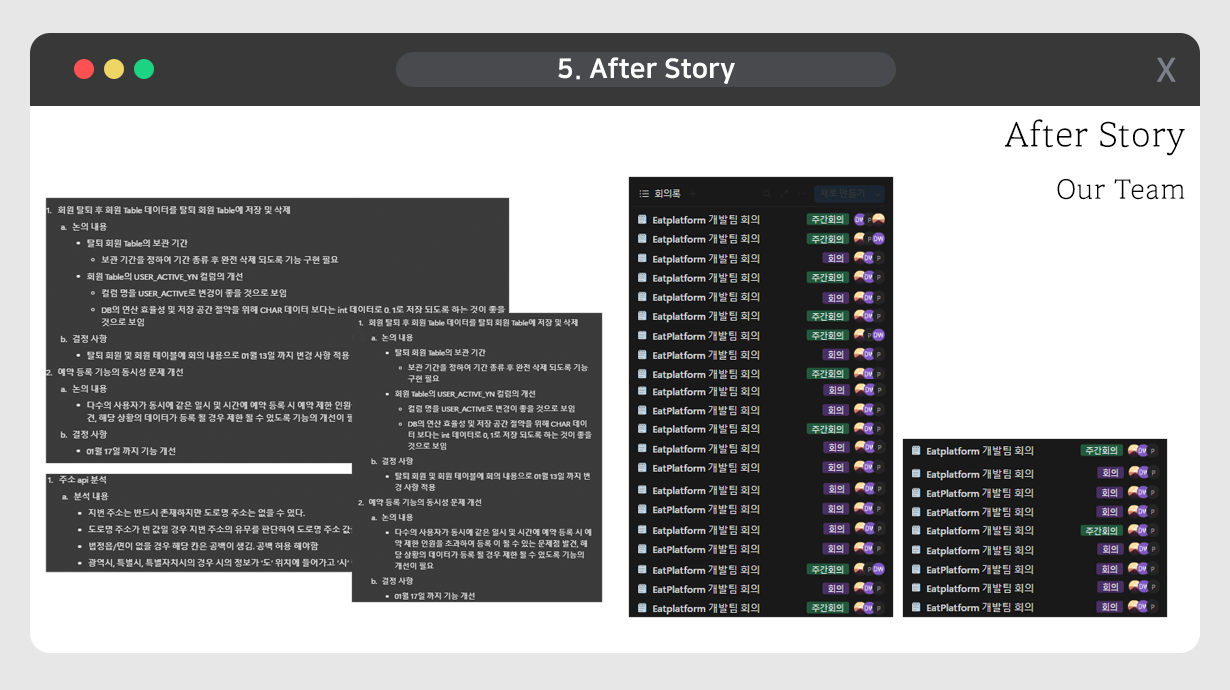 5. After Story
X
After Story
Our Team
1. 회원 탈퇴 후 회원 Table 데이터를 탈퇴 회원 Table에 저장 및 삭제
a. 논의 내용
• 탈퇴 회원 Table의 보관 기간
◦ 보관 기간을 정하여 기간 종류 후 완전 삭제 되도록 기능 구현 필요
• 회원 Table의 USER_ACTIVE_YN 컬럼의 개선
◦ 컬럼 명을 USER_ACTIVE로 변경이 좋을 것으로 보임
◦ DB의 연산 효율성 및 저장 공간 절약을 위해 CHAR 데이터 보다는 int 데이터로 0, 1로 저장 되도록 하는 것이 좋을
것으로 보임
b. 결정 사항
• 탈퇴 회원 및 회원 테이블에 회의 내용으로 01월 13일 까지 변경 사항 적용
2. 예약 등록 기능의 동시성 문제 개선
a. 논의 내용
• 다수의 사용자가 동시에 같은 일시 및 시간에 예약 등록 시 예약 제한 인원
건, 해당 상황의 데이터가 등록 될 경우 제한 될 수 있도록 기능의 개선이 필
b. 결정 사항
• 01월 17일 까지 기능 개선
1. 주소 api 분석
a. 분석 내용
• 지번 주소는 반드시 존재하지만 도로명 주소는 없을 수 있다.
• 도로명 주소가 빈 값일 경우 지번 주소의 유무를 판단하여 도로명 주소 값
• 법정읍/면이 없을 경우 해당 칸은 공백이 생김. 공백 허용 해야함
• 광역시, 특별시, 특별자치시의 경우 시의 정보가 '도' 위치에 들어가고 '시'
1. 회원 탈퇴 후 회원 Table 데이터를 탈퇴 회원 Table에 저장 및 삭제
a. 논의 내용
• 탈퇴 회원 Table의 보관 기간
◦ 보관 기간을 정하여 기간 종류 후 완전 삭제 되도록 기능
구현 필요
• 회원 Table의 USER_ACTIVE_YN 컬럼의 개선
◦ 컬럼 명을 USER_ACTIVE로 변경이 좋을 것으로 보임
◦ DB의 연산 효율성 및 저장 공간 절약을 위해 CHAR 데이
터 보다는 int 데이터로 0, 1로 저장 되도록 하는 것이 좋을
것으로 보임
b. 결정 사항
• 탈퇴 회원 및 회원 테이블에 회의 내용으로 01월 13일 까지 변
경 사항 적용
2. 예약 등록 기능의 동시성 문제 개선
a. 논의 내용
• 다수의 사용자가 동시에 같은 일시 및 시간에 예약 등록 시 예
약 제한 인원을 초과하여 등록 이 될 수 있는 문제점 발견, 해
당 상황의 데이터가 등록 될 경우 제한 될 수 있도록 기능의
개선이 필요
b. 결정 사항
• 01월 17일 까지 기능 개선
회의록 새로 만들기
Eatplatform 개발팀 회의 주간회의 DW P
Eatplatform 개발팀 회의 주간회의 P DW
EatPlatform 개발팀 회의 회의 DW P
Eatplatform 개발팀 회의 주간회의 DW P
EatPlatform 개발팀 회의 회의 DW P
Eatplatform 개발팀 회의 주간회의 DW P
EatPlatform 개발팀 회의 주간회의 P DW
EatPlatform 개발팀 회의 회의 DW P
Eatplatform 개발팀 회의 주간회의 DW P
EatPlatform 개발팀 회의 회의 DW P
EatPlatform 개발팀 회의 회의 DW P
Eatplatform 개발팀 회의 주간회의 DW P
EatPlatform 개발팀 회의 회의 DW P
EatPlatform 개발팀 회의 회의 DW P
Eatplatform 개발팀 회의 회의 DW P
EatPlatform 개발팀 회의 회의 DW P
Eatplatform 개발팀 회의 회의 DW P
EatPlatform 개발팀 회의 회의 DW P
Eatplatform 개발팀 회의 주간회의 P DW
EatPlatform 개발팀 회의 회의 DW P
Eatplatform 개발팀 회의 주간회의 DW P
Eatplatform 개발팀 회의 주간회의 DW P
EatPlatform 개발팀 회의 회의 DW P
EatPlatform 개발팀 회의 회의 DW P
EatPlatform 개발팀 회의 회의 DW P
Eatplatform 개발팀 회의 주간회의 DW P
EatPlatform 개발팀 회의 회의 DW P
EatPlatform 개발팀 회의 회의 DW P
EatPlatform 개발팀 회의 회의 DW P
EatPlatform 개발팀 회의 회의 DW P